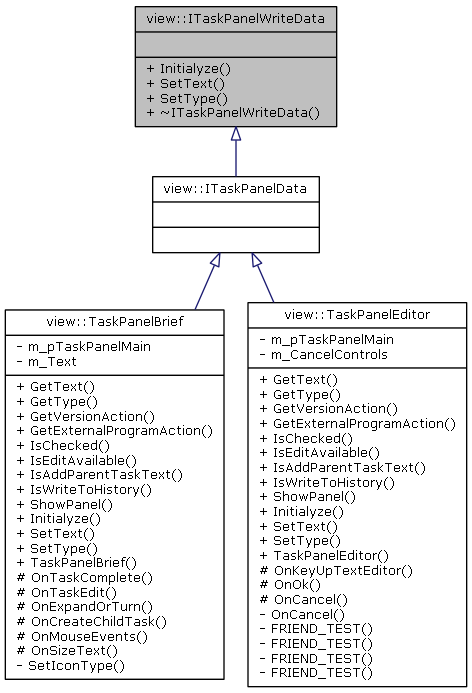 view::ITaskPanelWriteData
+ Initialyze()
+ SetText()
+ SetType()
+ ~ITaskPanelWriteData()
view::ITaskPanelData
view::TaskPanelBrief
- m_pTaskPanelMain
- m_Text
+ GetText()
+ GetType()
+ GetVersionAction()
+ GetExternalProgramAction()
+ IsChecked()
+ IsEditAvailable()
+ IsAddParentTaskText()
+ IsWriteToHistory()
+ ShowPanel()
+ Initialyze()
+ SetText()
+ SetType()
+ TaskPanelBrief()
# OnTaskComplete()
# OnTaskEdit()
# OnExpandOrTurn()
# OnCreateChildTask()
# OnMouseEvents()
# OnSizeText()
- SetIconType()
view::TaskPanelEditor
- m_pTaskPanelMain
- m_CancelControls
+ GetText()
+ GetType()
+ GetVersionAction()
+ GetExternalProgramAction()
+ IsChecked()
+ IsEditAvailable()
+ IsAddParentTaskText()
+ IsWriteToHistory()
+ ShowPanel()
+ Initialyze()
+ SetText()
+ SetType()
+ TaskPanelEditor()
# OnKeyUpTextEditor()
# OnOk()
# OnCancel()
- OnCancel()
- FRIEND_TEST()
- FRIEND_TEST()
- FRIEND_TEST()
- FRIEND_TEST()